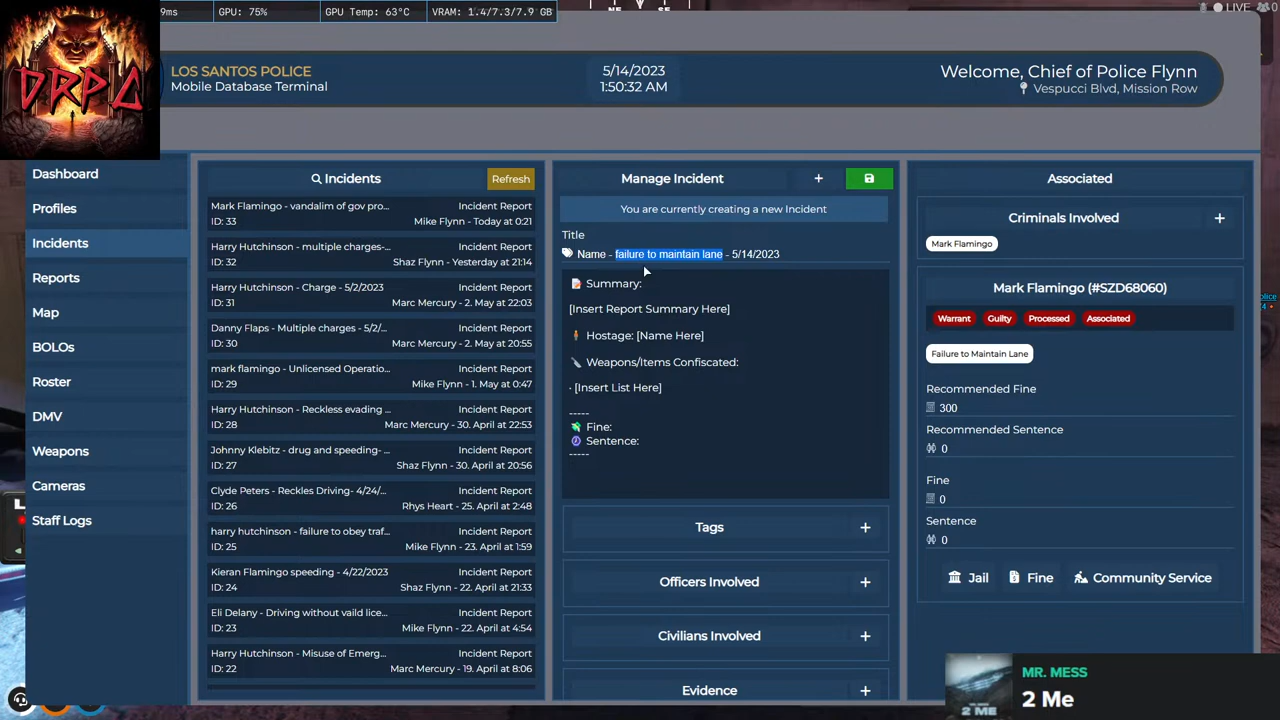 9ms GPU: 75% GPU Temp: 63°C VRAM: 1.4/7.3/7.9 GB
NE SE
LIVE 0
DRPC
LOS SANTOS POLICE
Mobile Database Terminal
5/14/2023
1:50:32 AM
Welcome, Chief of Police Flynn
Vespucci Blvd, Mission Row
Dashboard
Profiles
Incidents
Reports
Map
BOLOs
Roster
DMV
Weapons
Cameras
Staff Logs
Incidents
Refresh
Mark Flamingo - vandalim of gov pro... Incident Report
ID: 33 Mike Flynn - Today at 0:21
Harry Hutchinson - multiple charges-... Incident Report
ID: 32 Shaz Flynn - Yesterday at 21:14
Harry Hutchinson - Charge - 5/2/2023 Incident Report
ID: 31 Marc Mercury - 2. May at 22:03
Danny Flaps - Multiple charges - 5/2/... Incident Report
ID: 30 Marc Mercury - 2. May at 20:55
mark flamingo - Unlicensed Operatio... Incident Report
ID: 29 Mike Flynn - 1. May at 0:47
Harry Hutchinson - Reckless evading ... Incident Report
ID: 28 Marc Mercury - 30. April at 22:53
Johnny Klebitz - drug and speeding- ... Incident Report
ID: 27 Shaz Flynn - 30. April at 20:56
Clyde Peters - Reckles Driving- 4/24/... Incident Report
ID: 26 Rhys Heart - 25. April at 2:48
harry hutchinson - failure to obey traf... Incident Report
ID: 25 Mike Flynn - 23. April at 1:59
Kieran Flamingo speeding - 4/22/2023 Incident Report
ID: 24 Shaz Flynn - 22. April at 21:33
Eli Delany - Driving without vaild lice... Incident Report
ID: 23 Mike Flynn - 22. April at 4:54
Harry Hutchinson - Misuse of Emerg... Incident Report
ID: 22 Marc Mercury - 19. April at 8:06
Manage Incident +
You are currently creating a new Incident
Title
Name - failure to maintain lane - 5/14/2023
Summary:
[Insert Report Summary Here]
Hostage: [Name Here]
Weapons/Items Confiscated:
· [Insert List Here]
-----
Fine:
Sentence:
-----
Tags +
Officers Involved +
Civilians Involved +
Evidence +
Associated
Criminals Involved +
Mark Flamingo
Mark Flamingo (#SZD68060)
Warrant Guilty Processed Associated
Failure to Maintain Lane
Recommended Fine
300
Recommended Sentence
0
Fine
0
Sentence
0
Jail Fine Community Service
MR. MESS
2 Me
MR. MESS
2 ME